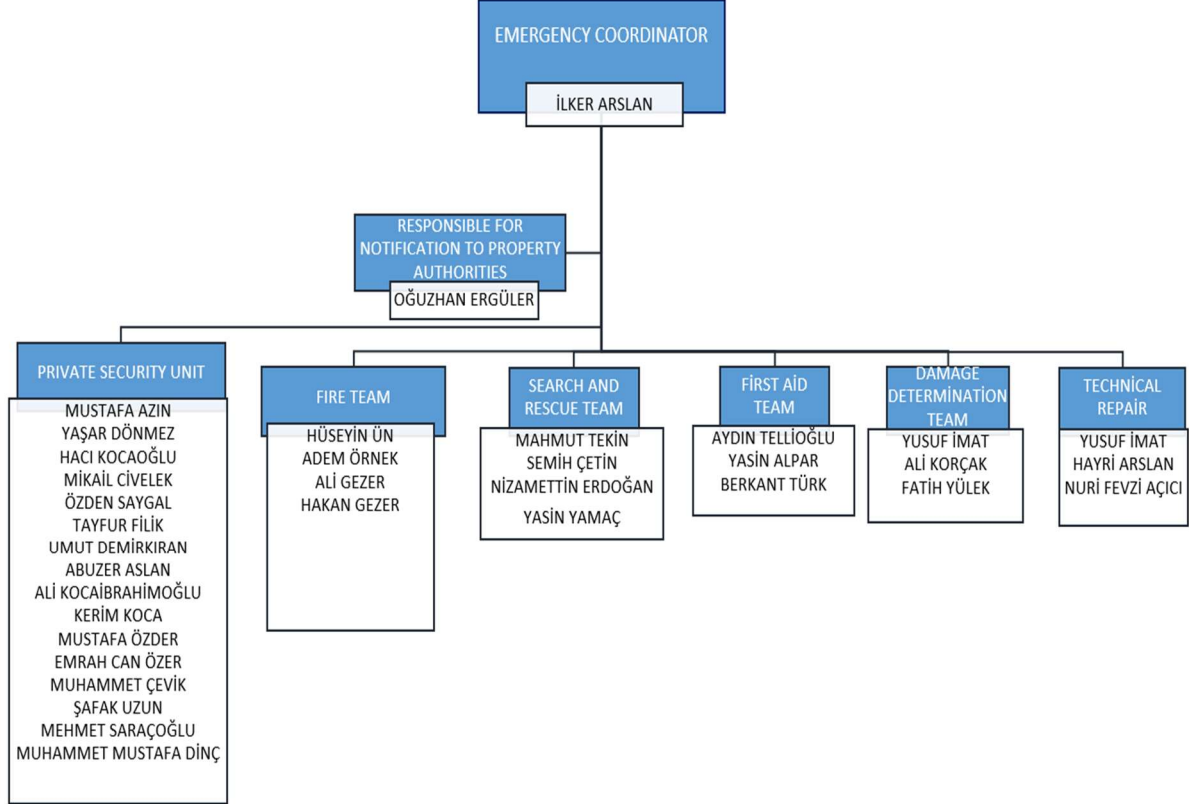 EMERGENCY COORDINATOR
İLKER ARSLAN
RESPONSIBLE FOR
NOTIFICATION TO PROPERTY
AUTHORITIES
OĞUZHAN ERGÜLER
PRIVATE SECURITY UNIT
MUSTAFA AZIN
YAŞAR DÖNMEZ
HACI KOCAOĞLU
MİKAİL CİVELEK
ÖZDEN SAYGAL
TAYFUR FİLİK
UMUT DEMİRKIRAN
ABUZER ASLAN
ALİ KOCAİBRAHİMOĞLU
KERİM KOCA
MUSTAFA ÖZDER
EMRAH CAN ÖZER
MUHAMMET ÇEVİK
ŞAFAK UZUN
MEHMET SARAÇOĞLU
MUHAMMET MUSTAFA DİNÇ
FIRE TEAM
HÜSEYİN ÜN
ADEM ÖRNEK
ALİ GEZER
HAKAN GEZER
SEARCH AND
RESCUE TEAM
MAHMUT TEKİN
SEMİH ÇETİN
NİZAMETTİN ERDOĞAN
YASİN YAMAÇ
FİRST AID
TEAM
AYDIN TELLİOĞLU
YASİN ALPAR
BERKANT TÜRK
DAMAGE
DETERMINATION
TEAM
YUSUF İMAT
ALİ KORÇAK
FATİH YÜLEK
TECHNICAL
REPAIR
YUSUF İMAT
HAYRİ ARSLAN
NURİ FEVZİ AÇICI